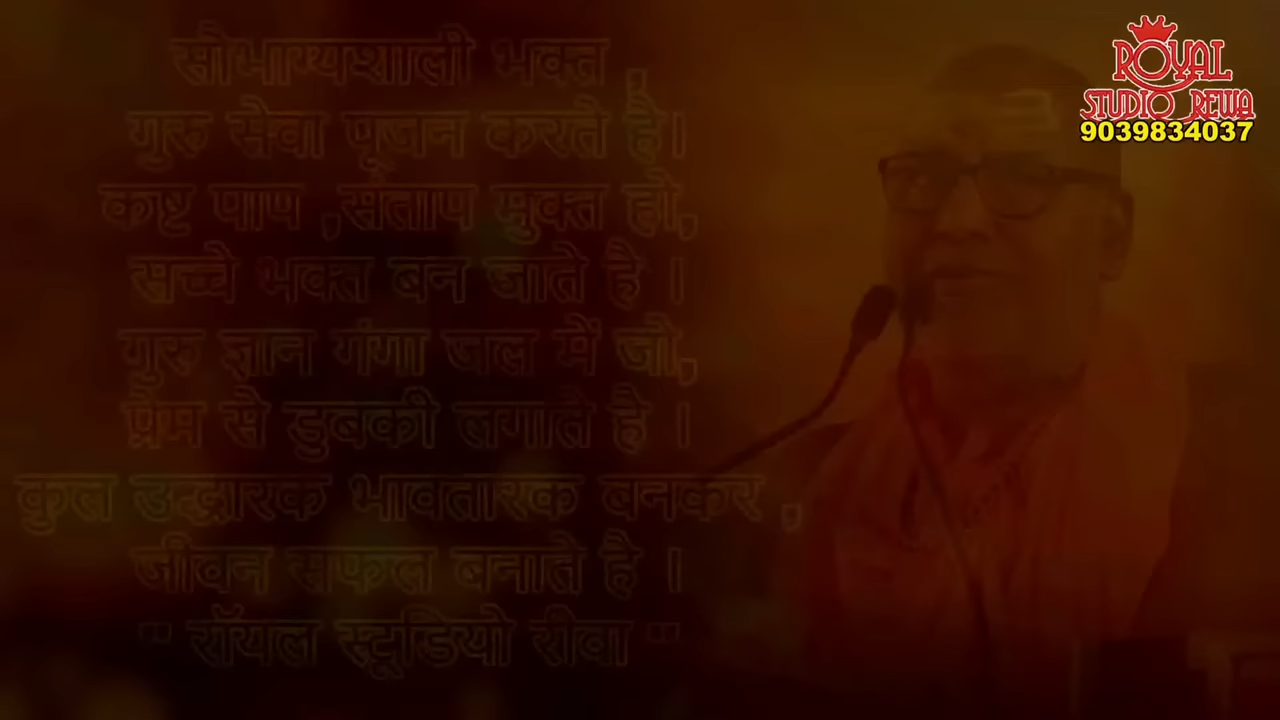 सौभाग्यशाली भक्त ,
गुरु सेवा पूजन करते है।
कष्ट पाप ,संताप मुक्त हो,
सच्चे भक्त बन जाते है ।
गुरु ज्ञान गंगा जल में जो,
प्रेम से डुबकी लगाते है ।
कुल उद्धारक भावतारक बनकर ,
जीवन सफल बनाते है ।
" रॉयल स्टूडियो रीवा "
ROYAL
STUDIO REWA
9039834037